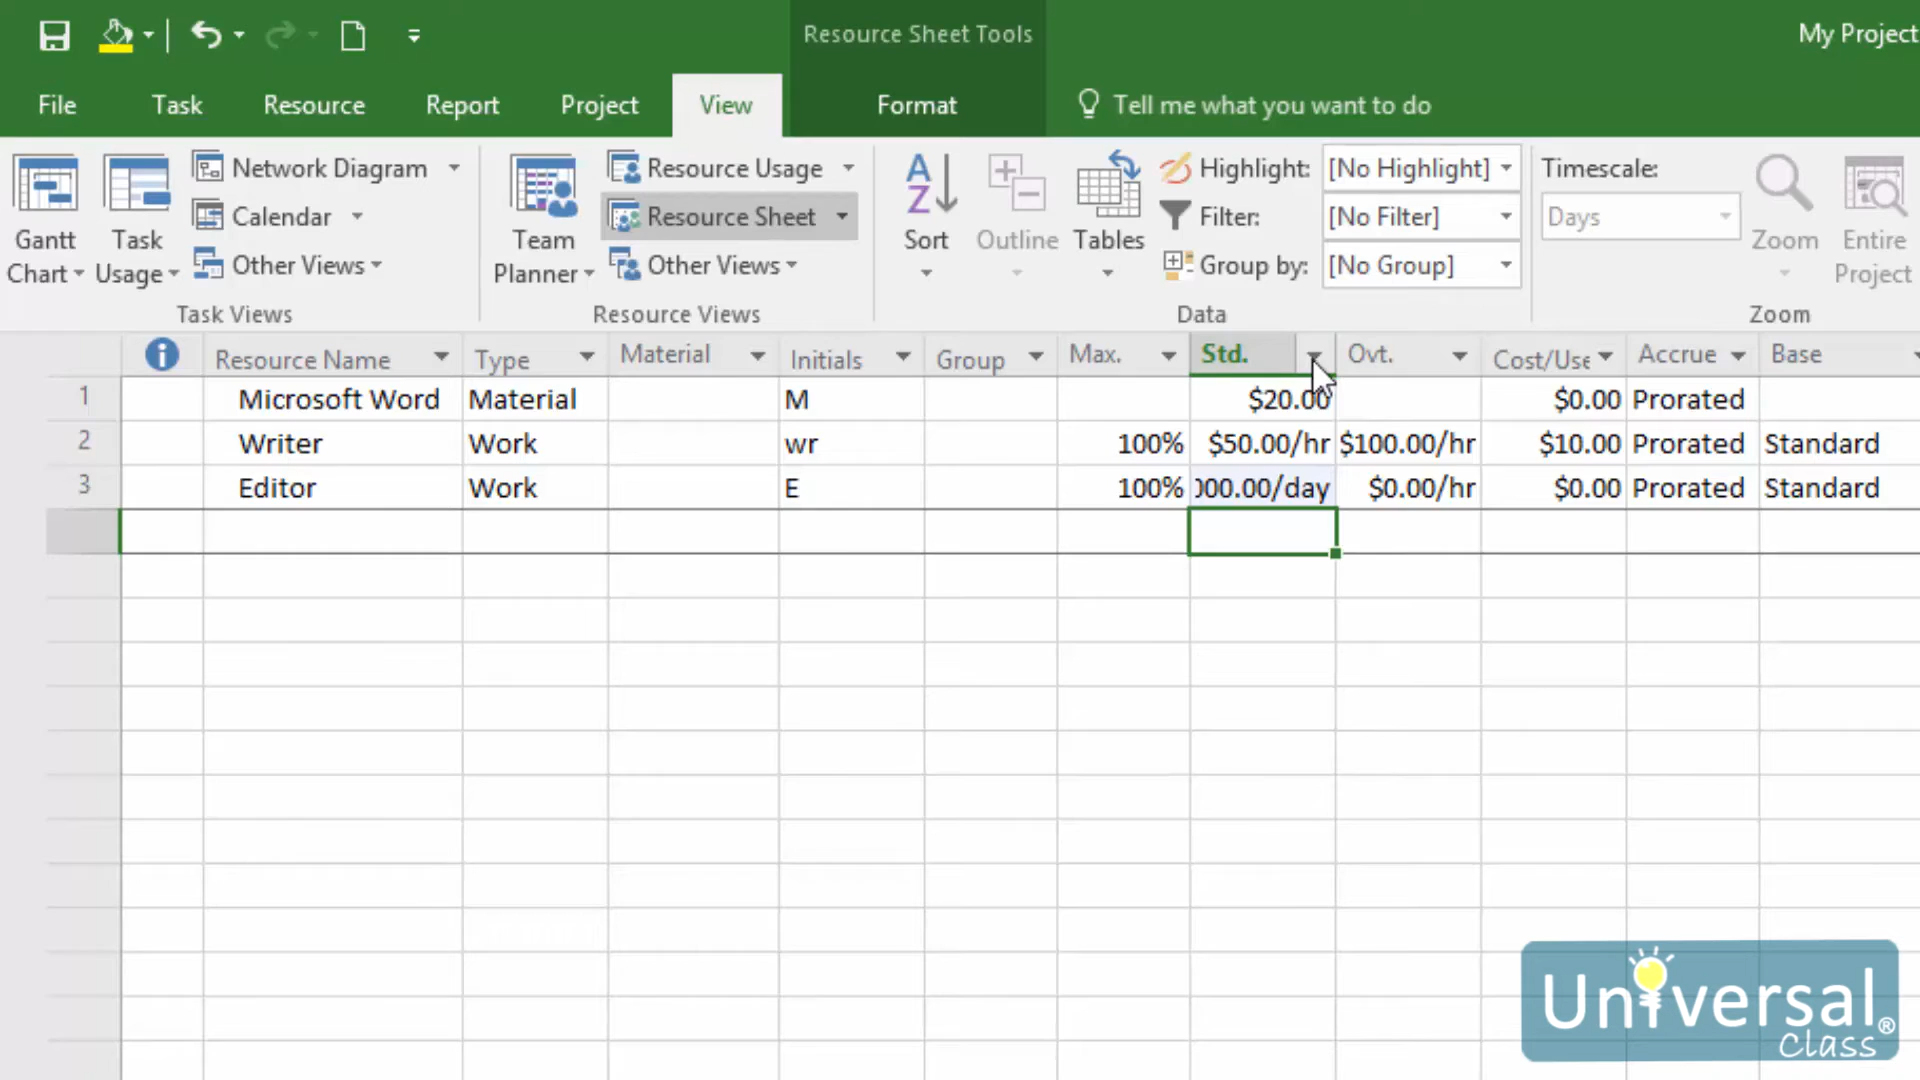 Resource Sheet Tools
My Project
File Task Resource Report Project View Format Tell me what you want to do
Gantt Chart
Task Usage
Network Diagram
Calendar
Other Views
Task Views
Team Planner
Resource Usage
Resource Sheet
Other Views
Resource Views
Sort
Outline
Tables
Highlight: [No Highlight]
Filter: [No Filter]
Group by: [No Group]
Data
Timescale:
Days
Zoom
Entire Project
Zoom
Resource Name Type Material Initials Group Max. Std. Ovt. Cost/Use Accrue Base
1 Microsoft Word Material M $20.00 $0.00 Prorated
2 Writer Work wr 100% $50.00/hr $100.00/hr $10.00 Prorated Standard
3 Editor Work E 100% 000.00/day $0.00/hr $0.00 Prorated Standard
Universal®
Class